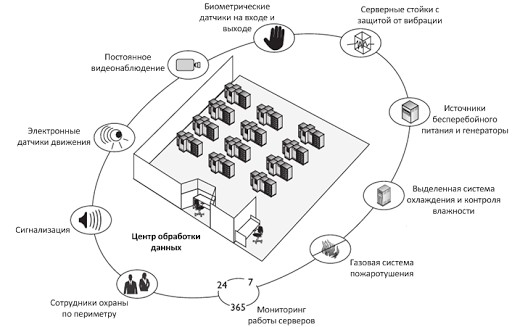 Биометрические
датчики на входе и
выходе
Серверные стойки с
защитой от вибрации
Постоянное
видеонаблюдение
Источники
бесперебойного
питания и генераторы
Электронные
датчики движения
Выделенная система
охлаждения и контроля
влажности
Сигнализация
Центр обработки
данных
Газовая система
пожаротушения
Сотрудники охраны
по периметру
24 7
365
Мониторинг
работы серверов